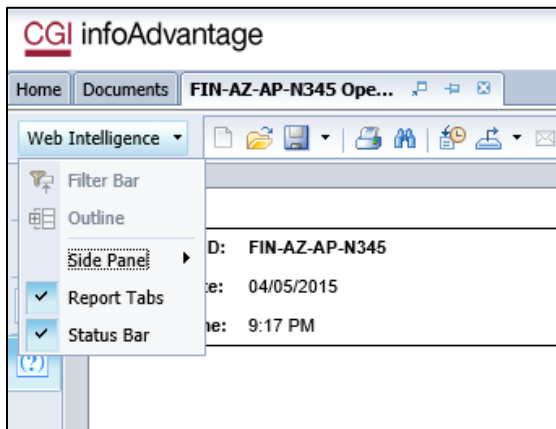 CGI infoAdvantage
Home Documents FIN-AZ-AP-N345 Ope...
Web Intelligence
Filter Bar
Outline
Side Panel
D: FIN-AZ-AP-N345
Report Tabs
te: 04/05/2015
Status Bar
ne: 9:17 PM
(?)